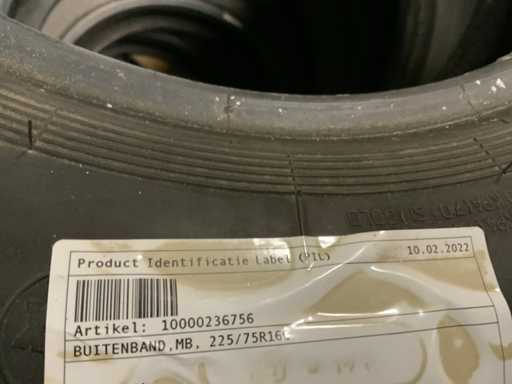 Product Identificatie Label (PIL) 10.02.2022
Artikel: 10000236756
BUITENBAND,MB, 225/75R16C